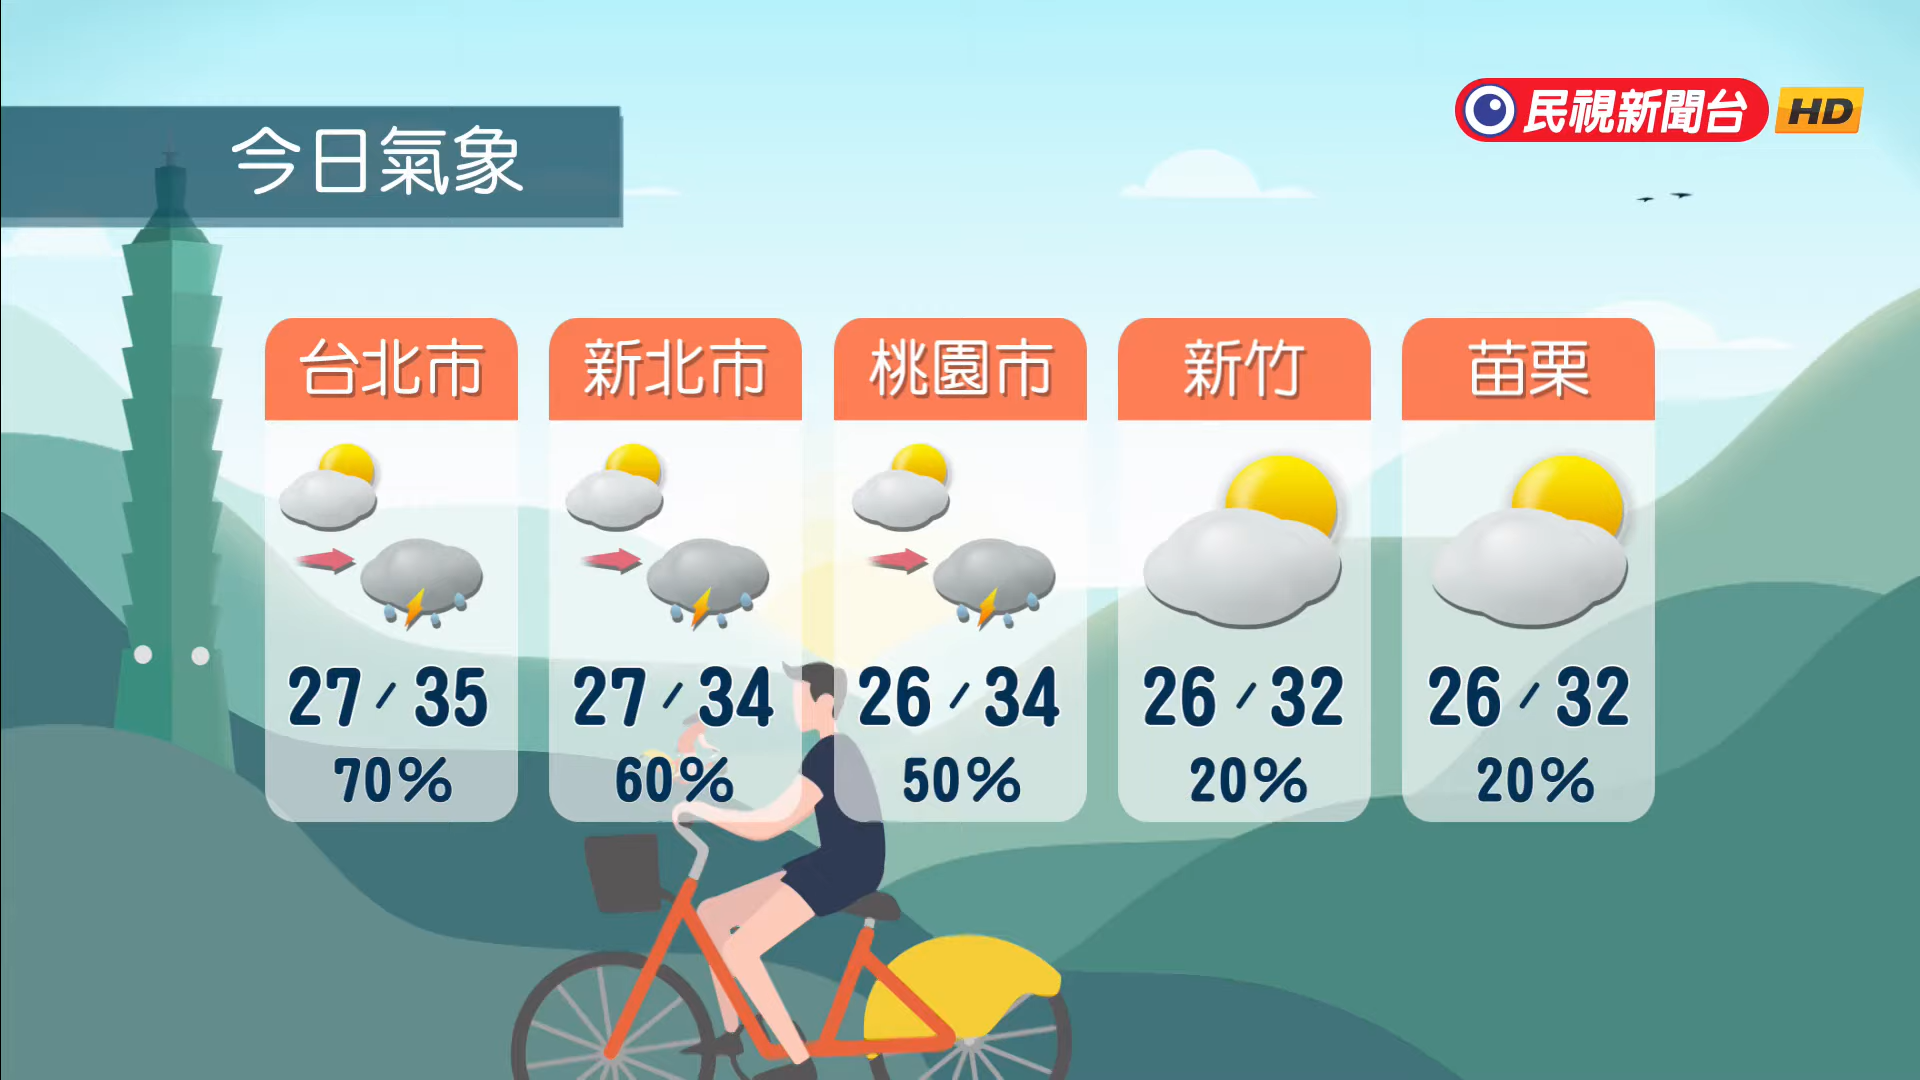 民視新聞台 HD
今日氣象
台北市 新北市 桃園市 新竹 苗栗
27/35 27/34 26/34 26/32 26/32
70% 60% 50% 20% 20%